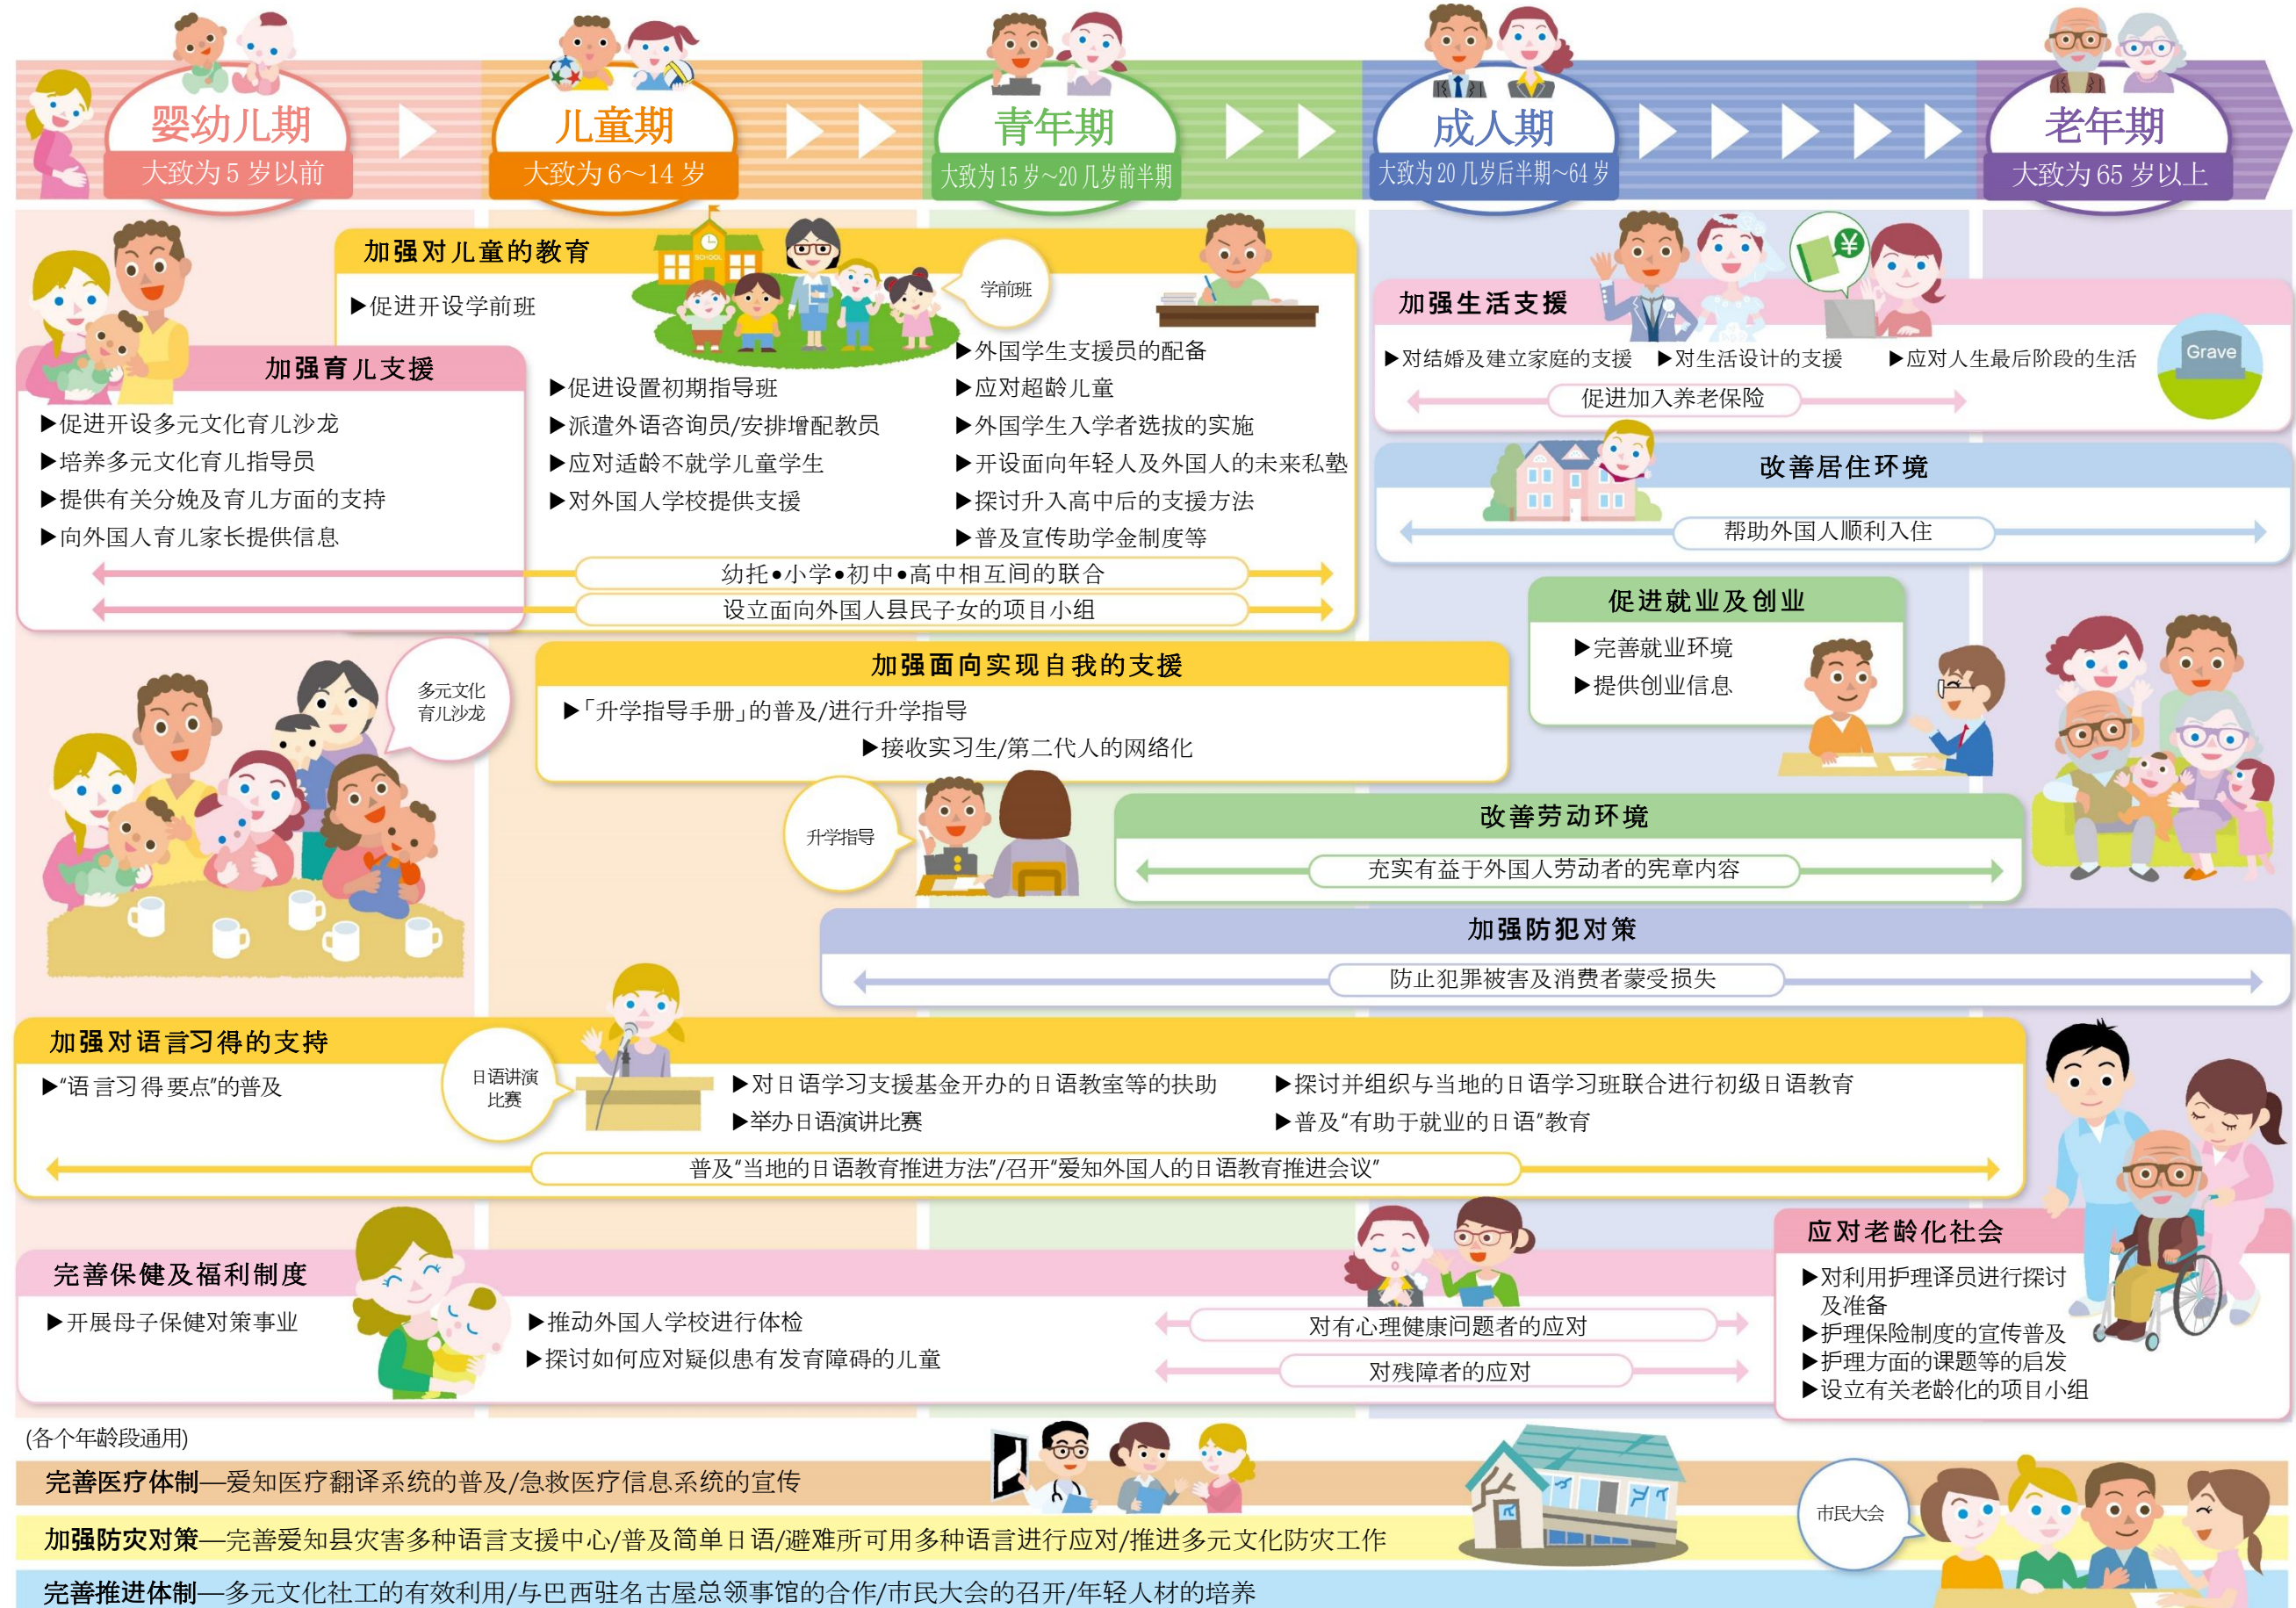 婴幼儿期
大致为5 岁以前
儿童期
大致为6～14 岁
青年期
大致为15 岁～20 几岁前半期
成人期
大致为20 几岁后半期～64 岁
老年期
大致为65 岁以上
加强对儿童的教育
▶促进开设学前班
SCHOOL
学前班
▶促进设置初期指导班
▶派遣外语咨询员/安排增配教员
▶应对适龄不就学儿童学生
▶对外国人学校提供支援
▶外国学生支援员的配备
▶应对超龄儿童
▶外国学生入学者选拔的实施
▶开设面向年轻人及外国人的未来私塾
▶探讨升入高中后的支援方法
▶普及宣传助学金制度等
加强育儿支援
▶促进开设多元文化育儿沙龙
▶培养多元文化育儿指导员
▶提供有关分娩及育儿方面的支持
▶向外国人育儿家长提供信息
幼托●小学●初中●高中相互间的联合
设立面向外国人县民子女的项目小组
加强生活支援
¥
▶对结婚及建立家庭的支援
▶对生活设计的支援
▶应对人生最后阶段的生活
Grave
促进加入养老保险
改善居住环境
帮助外国人顺利入住
促进就业及创业
▶完善就业环境
▶提供创业信息
多元文化
育儿沙龙
加强面向实现自我的支援
▶「升学指导手册」的普及/进行升学指导
▶接收实习生/第二代人的网络化
升学指导
改善劳动环境
充实有益于外国人劳动者的宪章内容
加强防犯对策
防止犯罪被害及消费者蒙受损失
加强对语言习得的支持
▶“语言习得要点”的普及
日语讲演
比赛
▶对日语学习支援基金开办的日语教室等的扶助
▶举办日语演讲比赛
▶探讨并组织与当地的日语学习班联合进行初级日语教育
▶普及“有助于就业的日语”教育
普及“当地的日语教育推进方法”/召开“爱知外国人的日语教育推进会议”
完善保健及福利制度
▶开展母子保健对策事业
▶推动外国人学校进行体检
▶探讨如何应对疑似患有发育障碍的儿童
对有心理健康问题者的应对
对残障者的应对
应对老龄化社会
▶对利用护理译员进行探讨
及准备
▶护理保险制度的宣传普及
▶护理方面的课题等的启发
▶设立有关老龄化的项目小组
(各个年龄段通用)
完善医疗体制—爱知医疗翻译系统的普及/急救医疗信息系统的宣传
加强防灾对策—完善爱知县灾害多种语言支援中心/普及简单日语/避难所可用多种语言进行应对/推进多元文化防灾工作
市民大会
完善推进体制—多元文化社工的有效利用/与巴西驻名古屋总领事馆的合作/市民大会的召开/年轻人材的培养